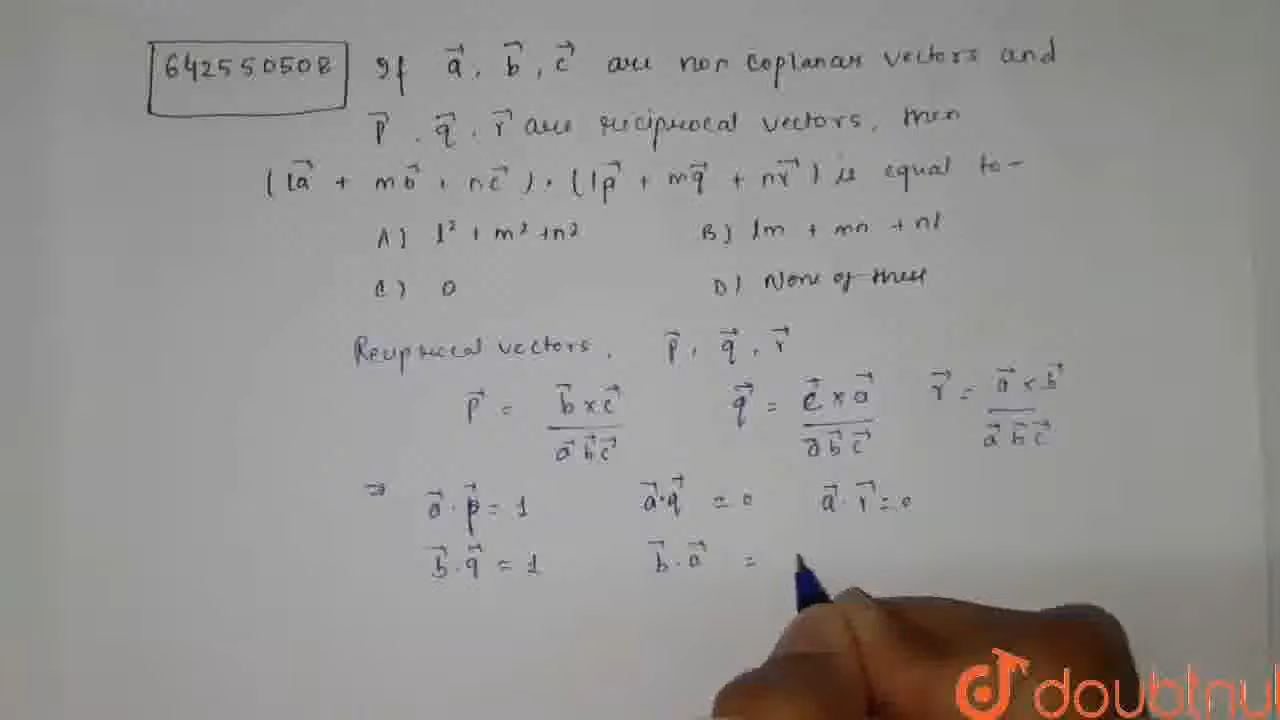 642550508 If a⃗, b⃗, c⃗ are non coplanar vectors and
p⃗, q⃗, r⃗ are reciprocal vectors, then
(la⃗ + mb⃗ + nc⃗) · (lp⃗ + mq⃗ + nr⃗) is equal to-
A) l² + m² + n² B) lm + mn + nl
C) 0 D) None of these
Reciprocal vectors, p⃗, q⃗, r⃗
p⃗ = b⃗ × c⃗ / a⃗ b⃗ c⃗ q⃗ = c⃗ × a⃗ / a⃗ b⃗ c⃗ r⃗ = a⃗ × b⃗ / a⃗ b⃗ c⃗
⇒ a⃗ · p⃗ = 1 a⃗ · q⃗ = 0 a⃗ · r⃗ = 0
b⃗ · q⃗ = 1 b⃗ · a⃗ =
doubtnut